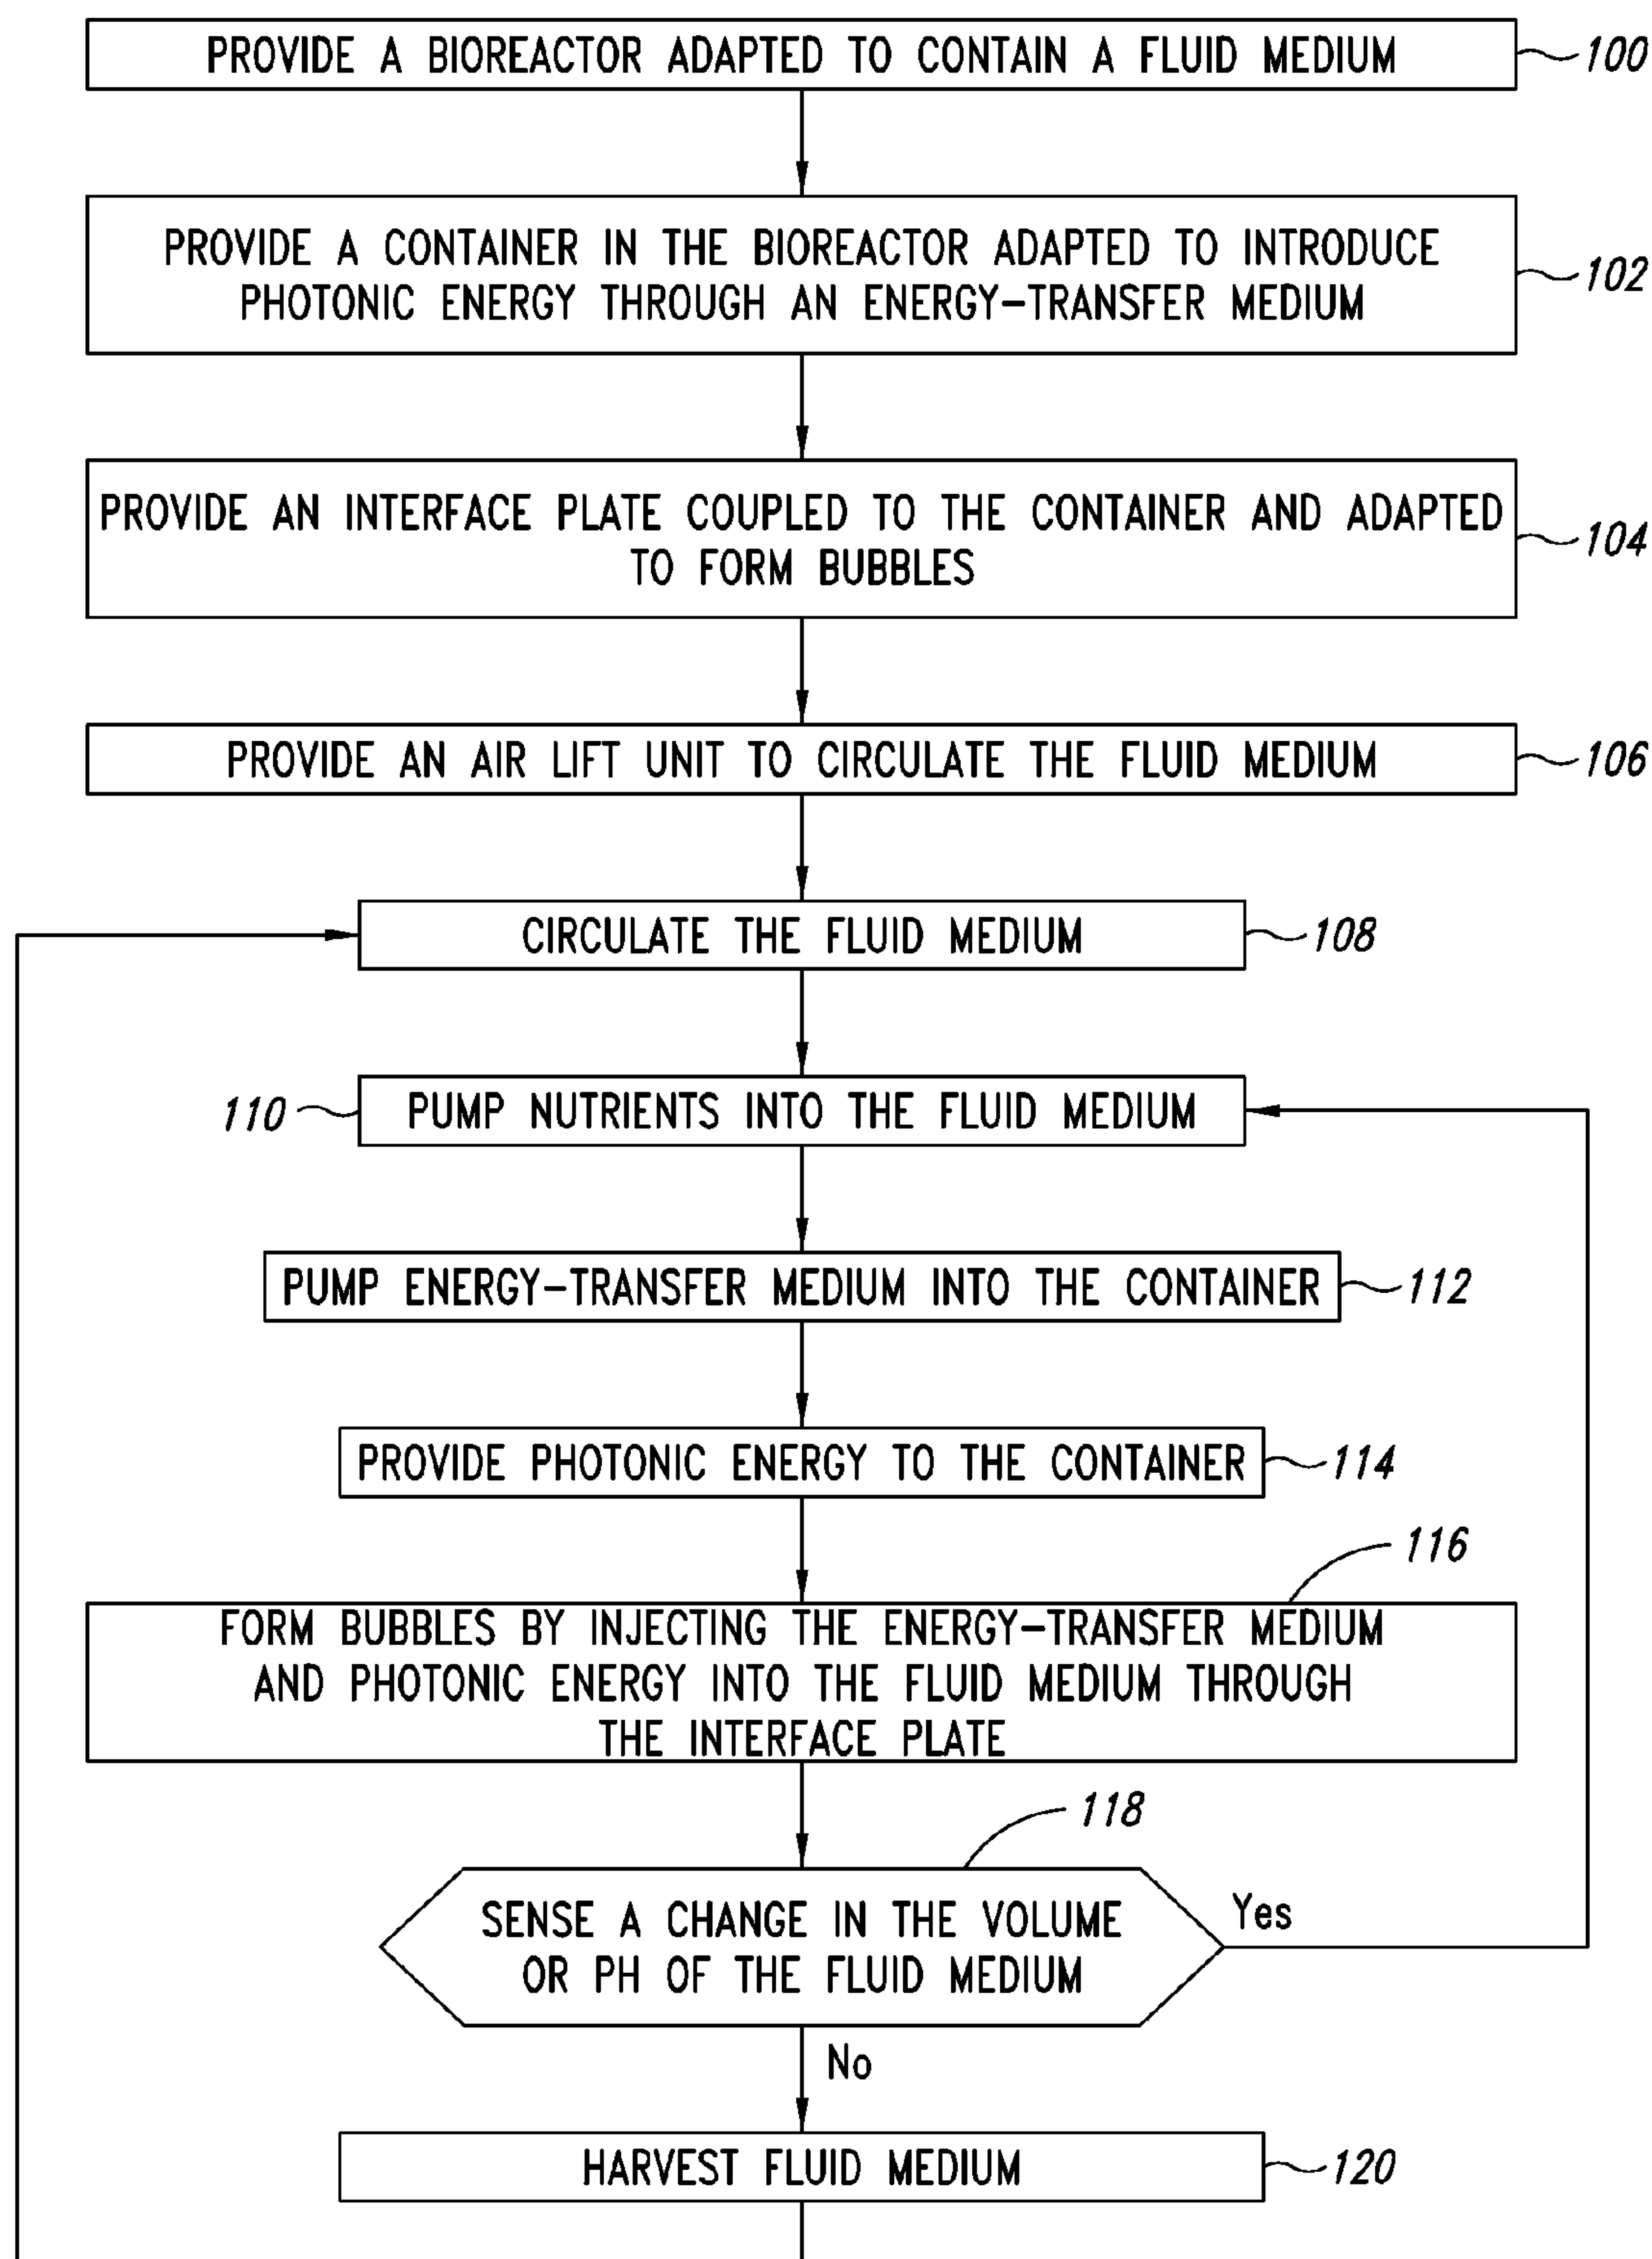 PROVIDE A BIOREACTOR ADAPTED TO CONTAIN A FLUID MEDIUM
100
PROVIDE A CONTAINER IN THE BIOREACTOR ADAPTED TO INTRODUCE
PHOTONIC ENERGY THROUGH AN ENERGY-TRANSFER MEDIUM
102
PROVIDE AN INTERFACE PLATE COUPLED TO THE CONTAINER AND ADAPTED
TO FORM BUBBLES
104
PROVIDE AN AIR LIFT UNIT TO CIRCULATE THE FLUID MEDIUM
106
CIRCULATE THE FLUID MEDIUM
108
110
PUMP NUTRIENTS INTO THE FLUID MEDIUM
PUMP ENERGY-TRANSFER MEDIUM INTO THE CONTAINER
112
PROVIDE PHOTONIC ENERGY TO THE CONTAINER
114
116
FORM BUBBLES BY INJECTING THE ENERGY-TRANSFER MEDIUM
AND PHOTONIC ENERGY INTO THE FLUID MEDIUM THROUGH
THE INTERFACE PLATE
118
SENSE A CHANGE IN THE VOLUME
OR PH OF THE FLUID MEDIUM
Yes
No
HARVEST FLUID MEDIUM
120